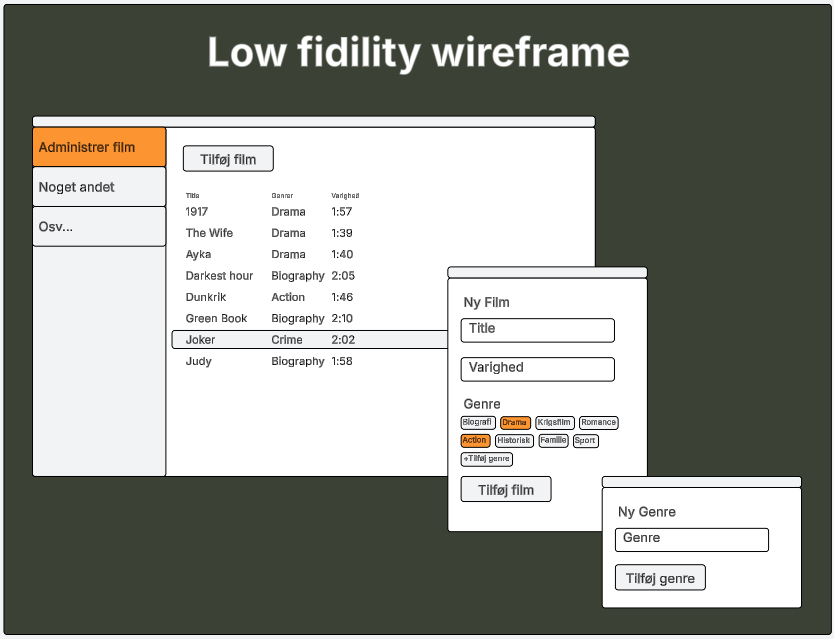 Low fidility wireframe
Administrer film
Noget andet
Osv...
Tilføj film
Title Genrer Varighed
1917 Drama 1:57
The Wife Drama 1:39
Ayka Drama 1:40
Darkest hour Biography 2:05
Dunkrik Action 1:46
Green Book Biography 2:10
Joker Crime 2:02
Judy Biography 1:58
Ny Film
Title
Varighed
Genre
Biografi Drama Krigsfilm Romance
Action Historisk Familie Sport
+Tilføj genre
Tilføj film
Ny Genre
Genre
Tilføj genre